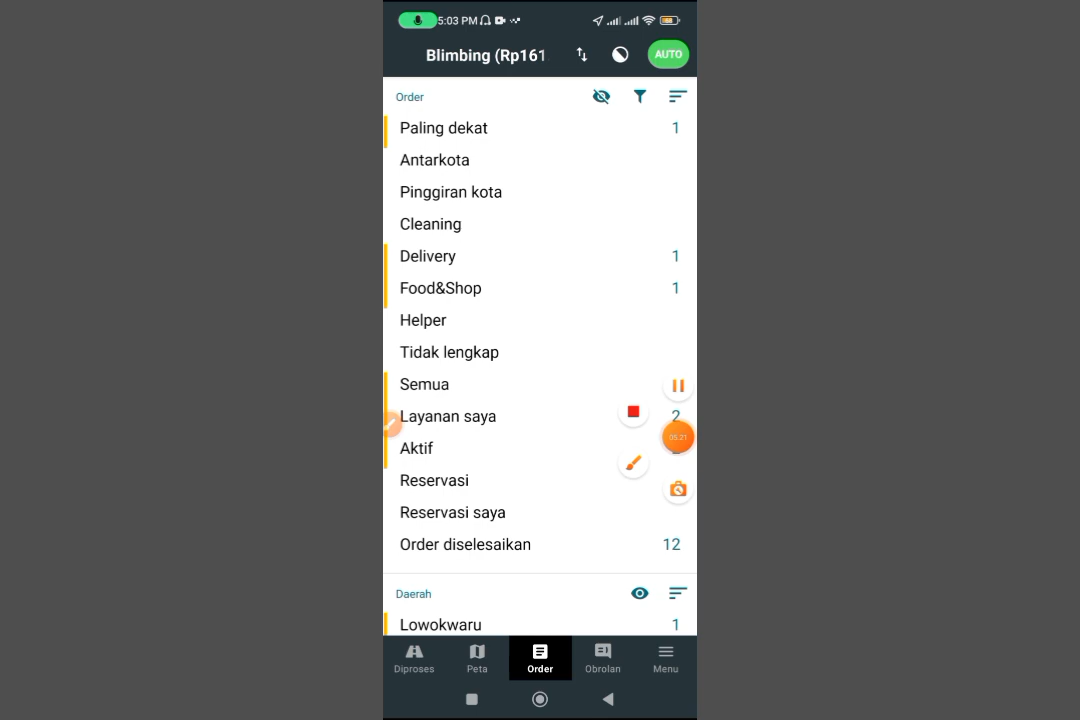 5:03 PM
Blimbing (Rp161
AUTO
Order
Paling dekat 1
Antarkota
Pinggiran kota
Cleaning
Delivery 1
Food&Shop 1
Helper
Tidak lengkap
Semua
Layanan saya 2
05:21
Aktif
Reservasi
Reservasi saya
Order diselesaikan 12
Daerah
Lowokwaru 1
Diproses Peta Order Obrolan Menu